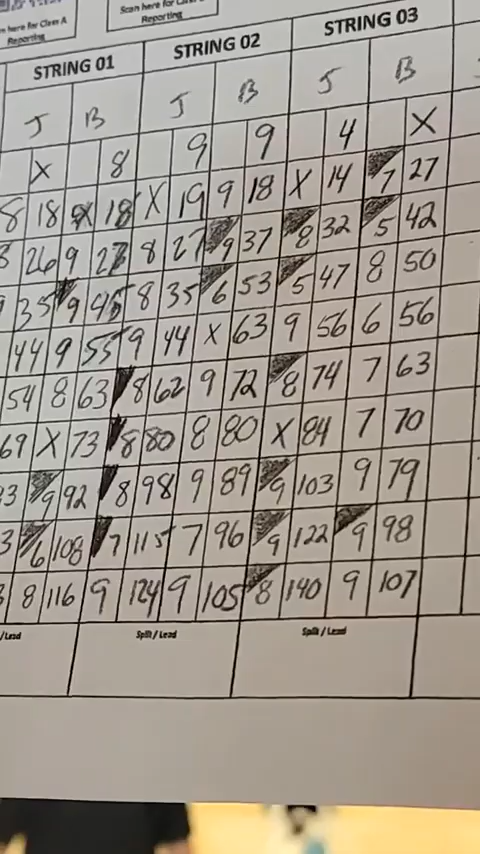 Scan here for Class A
Reporting
Scan here for Cla
Reporting
STRING 01 STRING 02 STRING 03
J B J B J B
X 8 9 9 4 X
8 18 18 X 19 9 18 X 14 7 27
26 9 27 8 27 9 37 8 32 5 42
35 9 45 8 35 6 53 5 47 8 50
44 9 55 9 44 X 63 9 56 6 56
54 8 63 8 62 9 72 8 74 7 63
69 X 73 8 80 8 80 X 84 7 70
3 9 92 8 98 9 89 9 103 9 79
3 6 108 7 115 7 96 9 122 9 98
8 116 9 124 9 105 8 140 9 107
/Lead Split / Lead Split / Lead